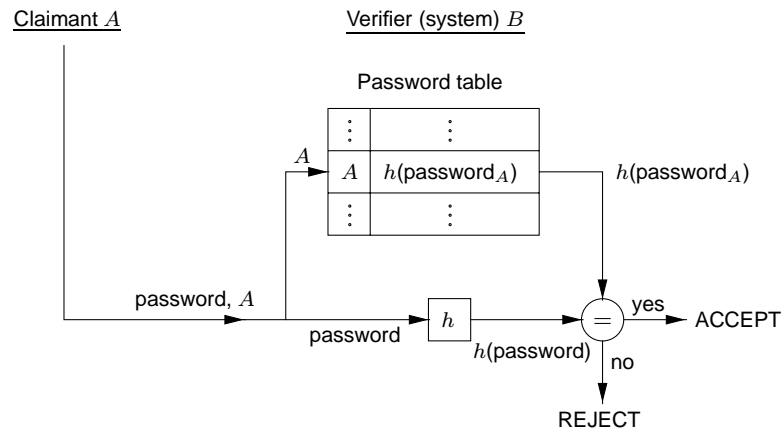 Claimant A
Verifier (system) B
Password table
⋮ ⋮
A
A h(password_A)
h(password_A)
⋮ ⋮
password, A
password
h
h(password)
=
yes
ACCEPT
no
REJECT